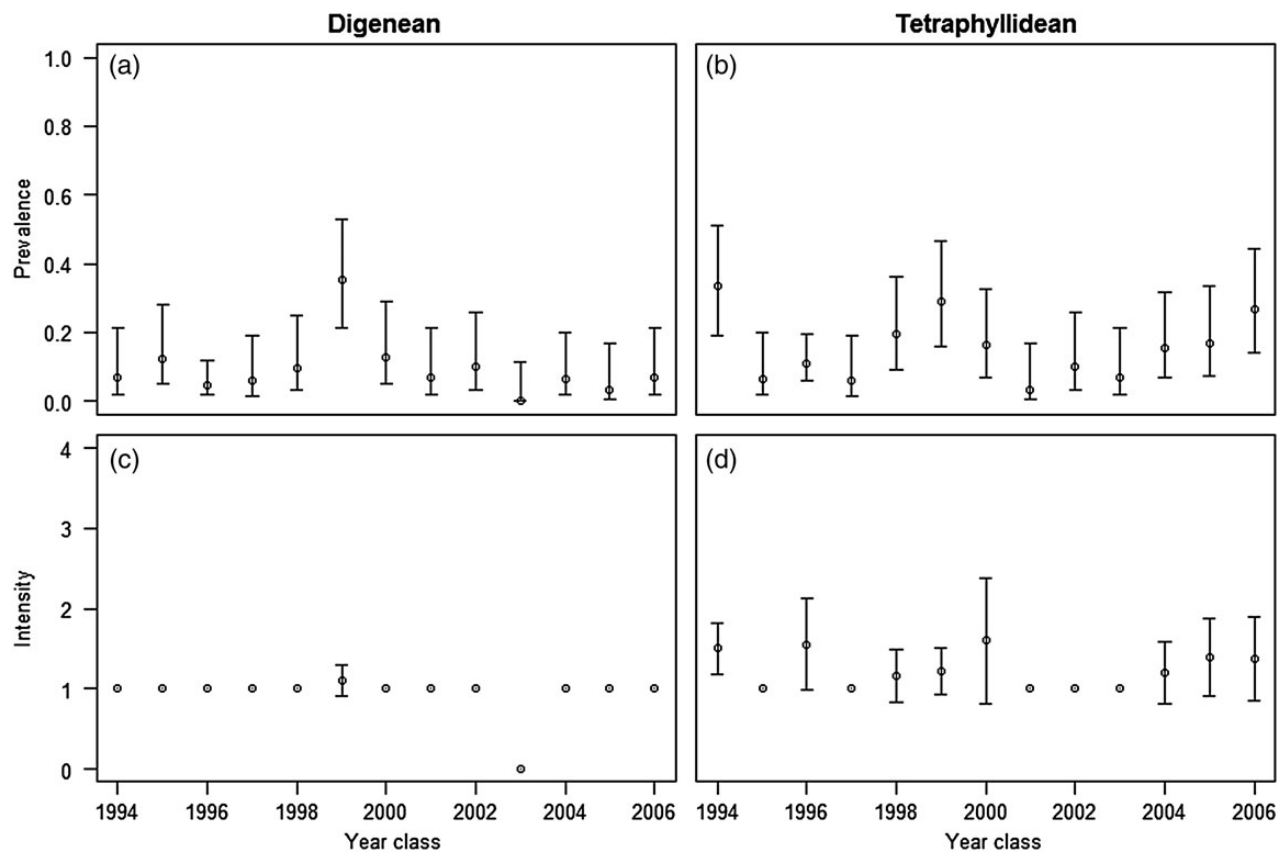 Digenean Tetraphyllidean
(a) (b)
Prevalence
1.0
0.8
0.6
0.4
0.2
0.0
(c) (d)
Intensity
4
3
2
1
0
1994 1996 1998 2000 2002 2004 2006 1994 1996 1998 2000 2002 2004 2006
Year class Year class